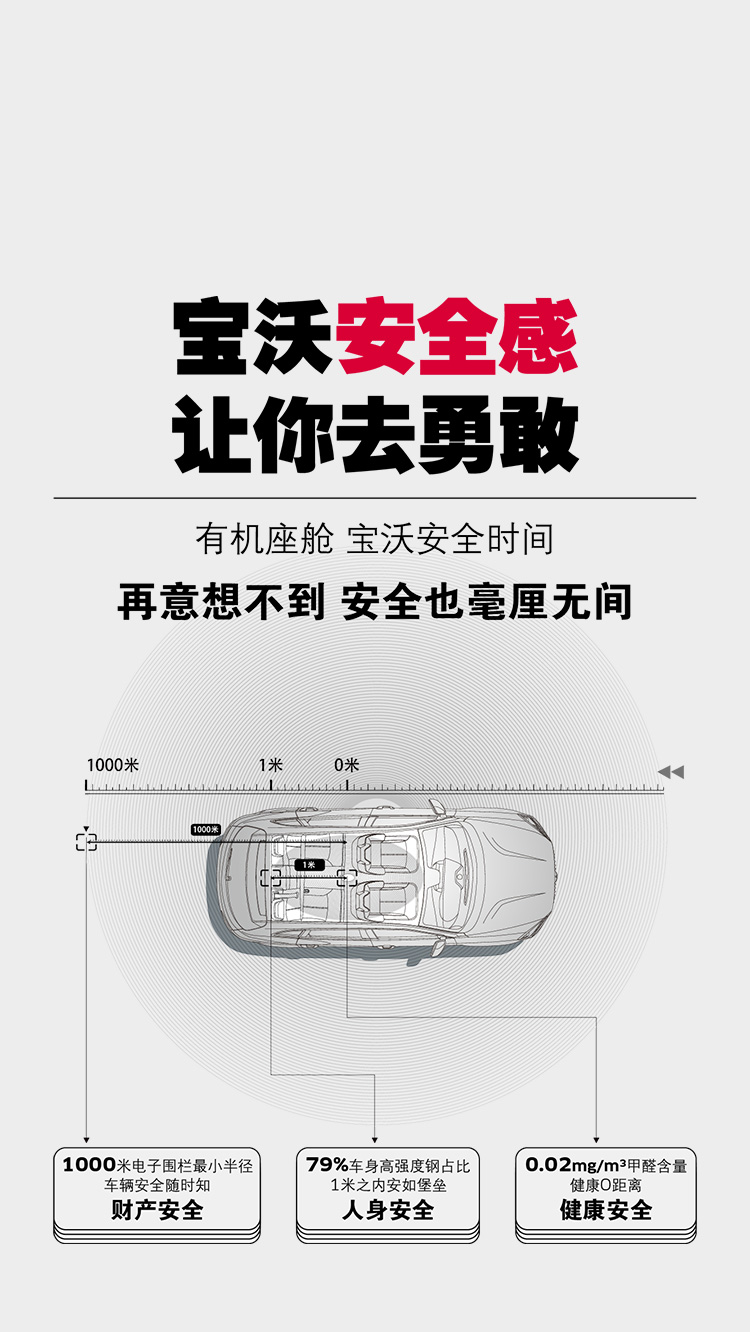 宝沃安全感
让你去勇敢
有机座舱 宝沃安全时间
再意想不到 安全也毫厘无间
1000米 1米 0米
1000米
1米
1000米电子围栏最小半径
车辆安全随时知
财产安全
79%车身高强度钢占比
1米之内安如堡垒
人身安全
0.02mg/m³甲醛含量
健康0距离
健康安全